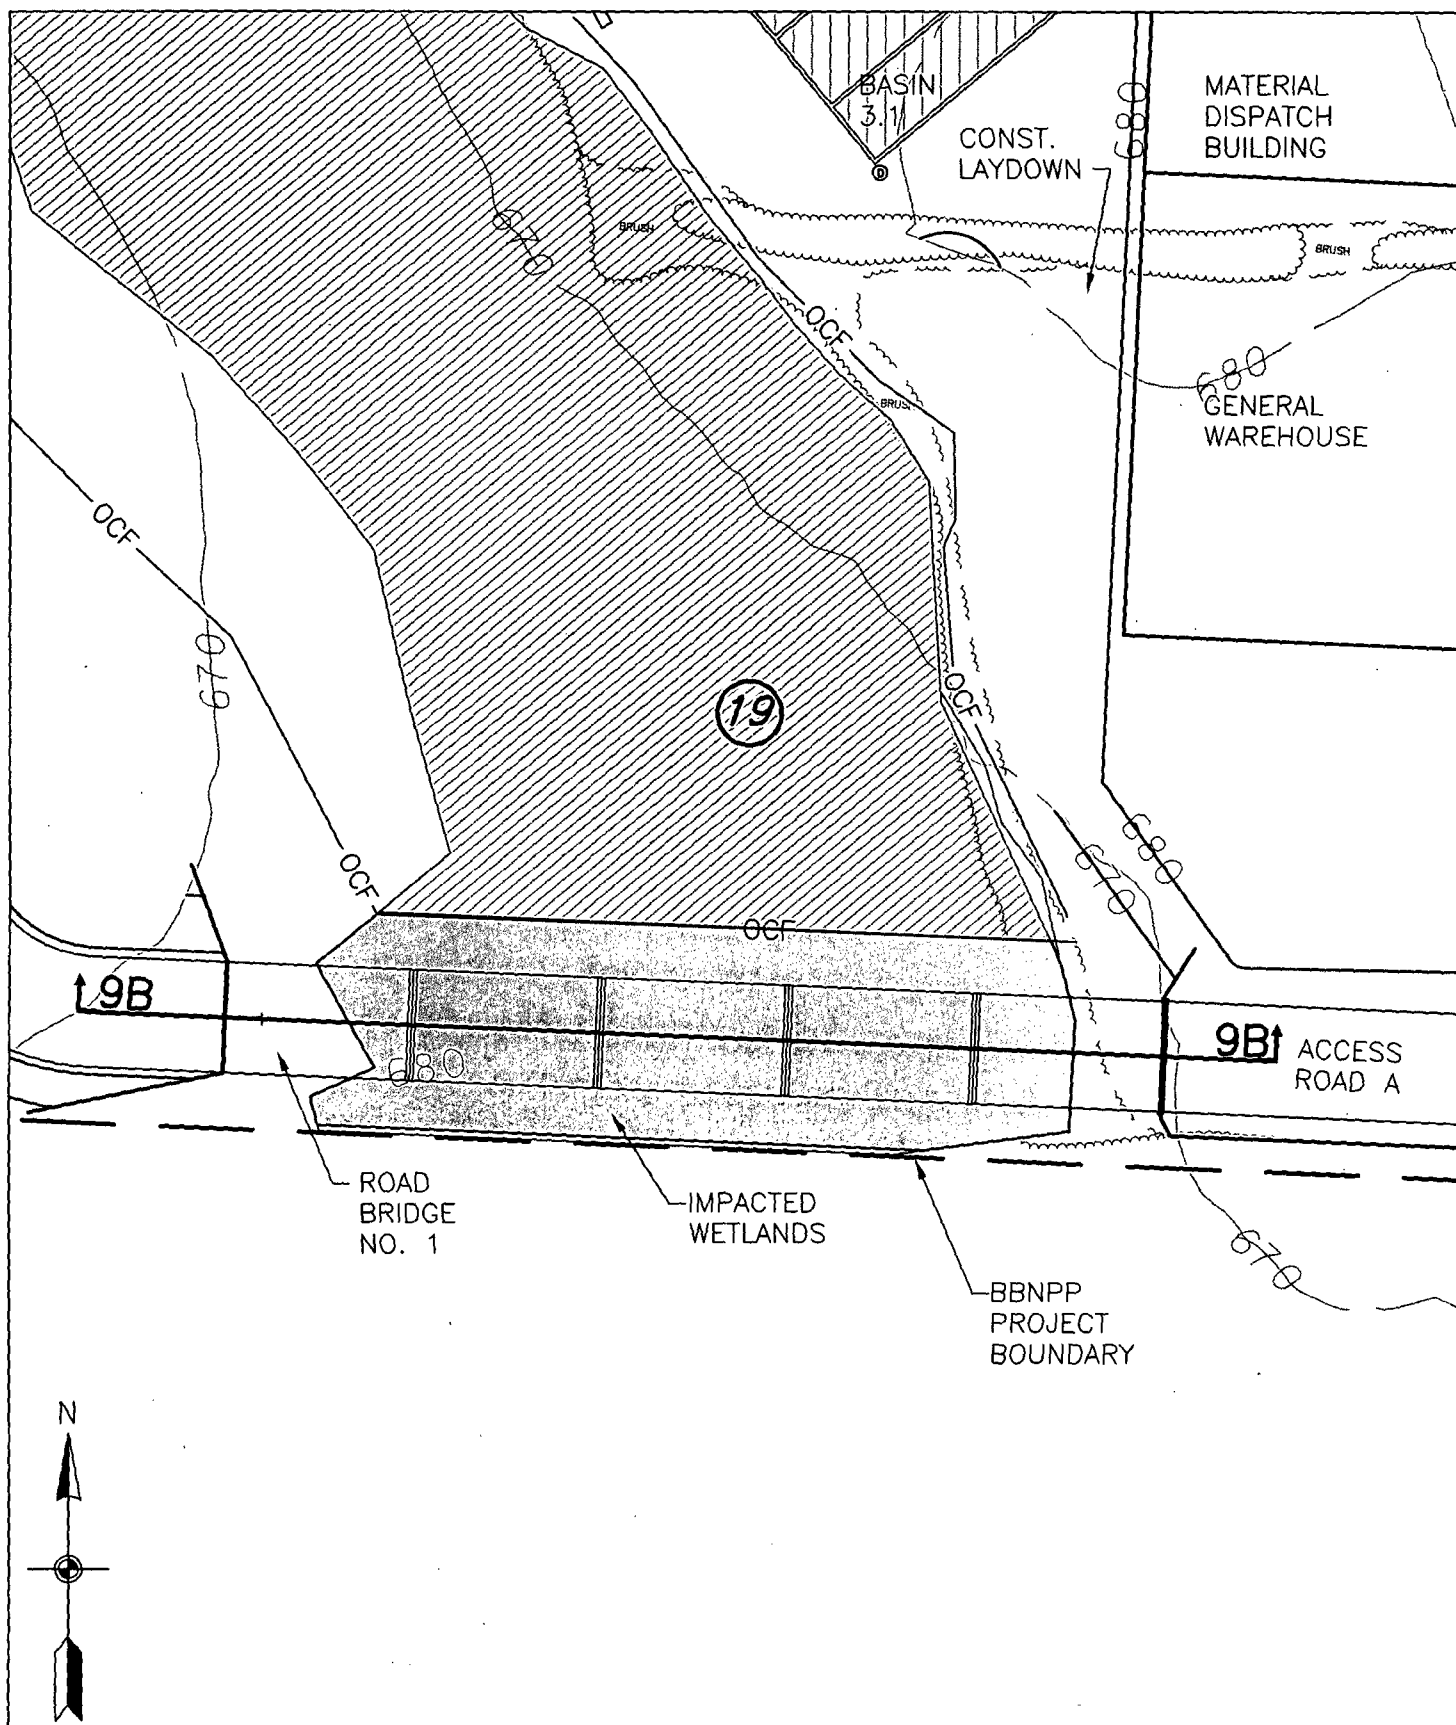 BASIN
3.1
MATERIAL
DISPATCH
BUILDING
680
CONST.
LAYDOWN
BRUSH
BRUSH
670
OCF
680
BRUSH
GENERAL
WAREHOUSE
OCF
670
19
OCF
680
670
OCF
OCF
9B
9B
ACCESS
ROAD A
680
ROAD
BRIDGE
NO. 1
IMPACTED
WETLANDS
670
BBNPP
PROJECT
BOUNDARY
N